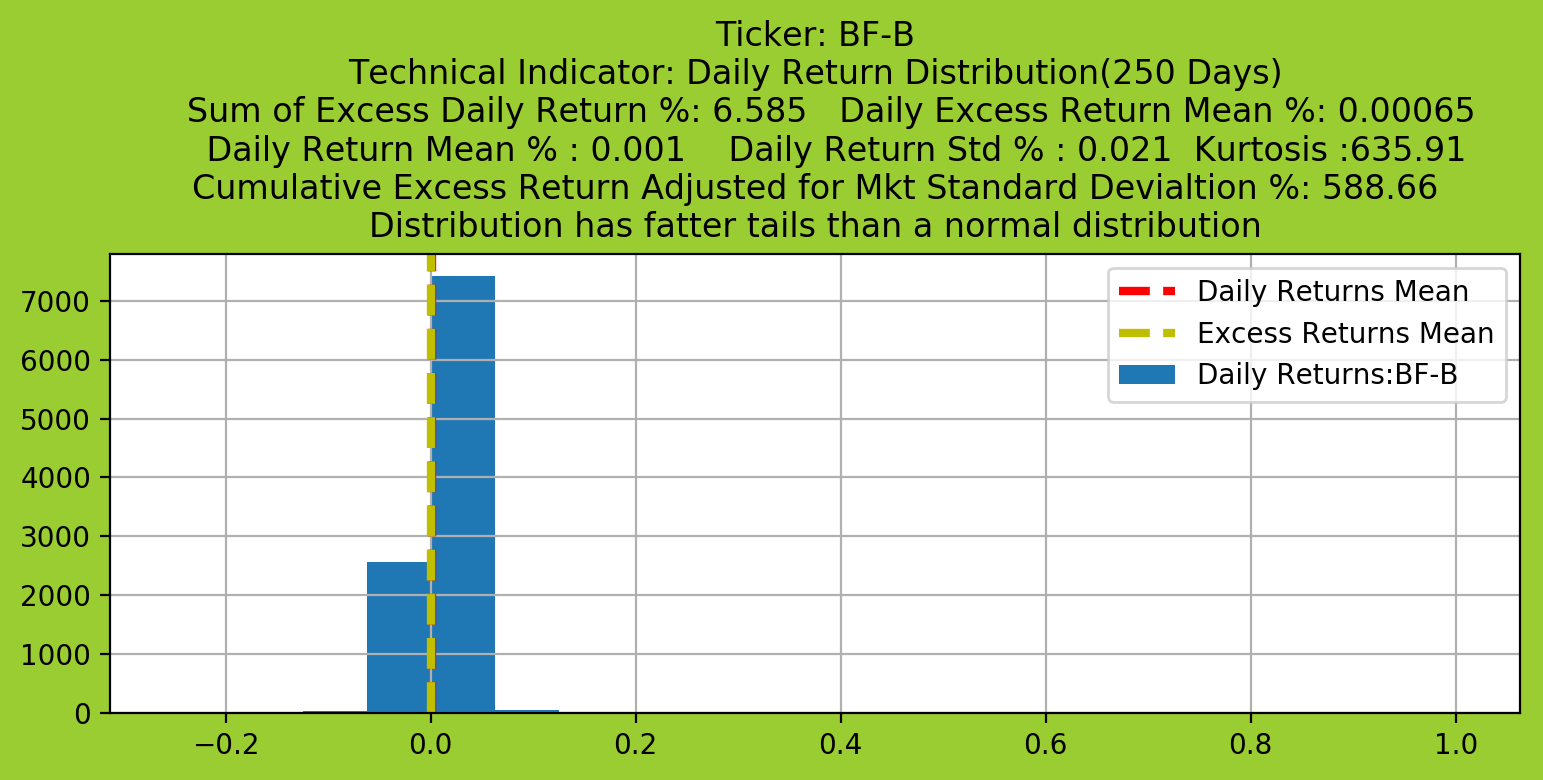 Ticker: BF-B
Technical Indicator: Daily Return Distribution(250 Days)
Sum of Excess Daily Return %: 6.585   Daily Excess Return Mean %: 0.00065
Daily Return Mean % : 0.001    Daily Return Std % : 0.021  Kurtosis :635.91
Cumulative Excess Return Adjusted for Mkt Standard Devialtion %: 588.66
Distribution has fatter tails than a normal distribution
Daily Returns Mean
Excess Returns Mean
Daily Returns:BF-B
7000
6000
5000
4000
3000
2000
1000
0
−0.2 0.0 0.2 0.4 0.6 0.8 1.0